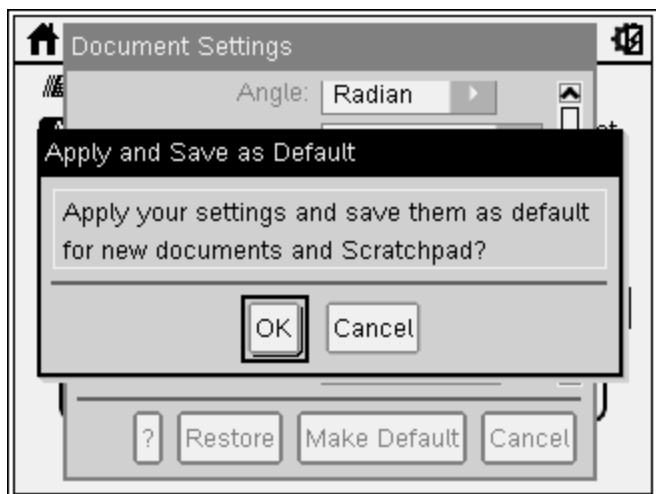 Document Settings
Angle: Radian
Apply and Save as Default
Apply your settings and save them as default
for new documents and Scratchpad?
OK Cancel
? Restore Make Default Cancel